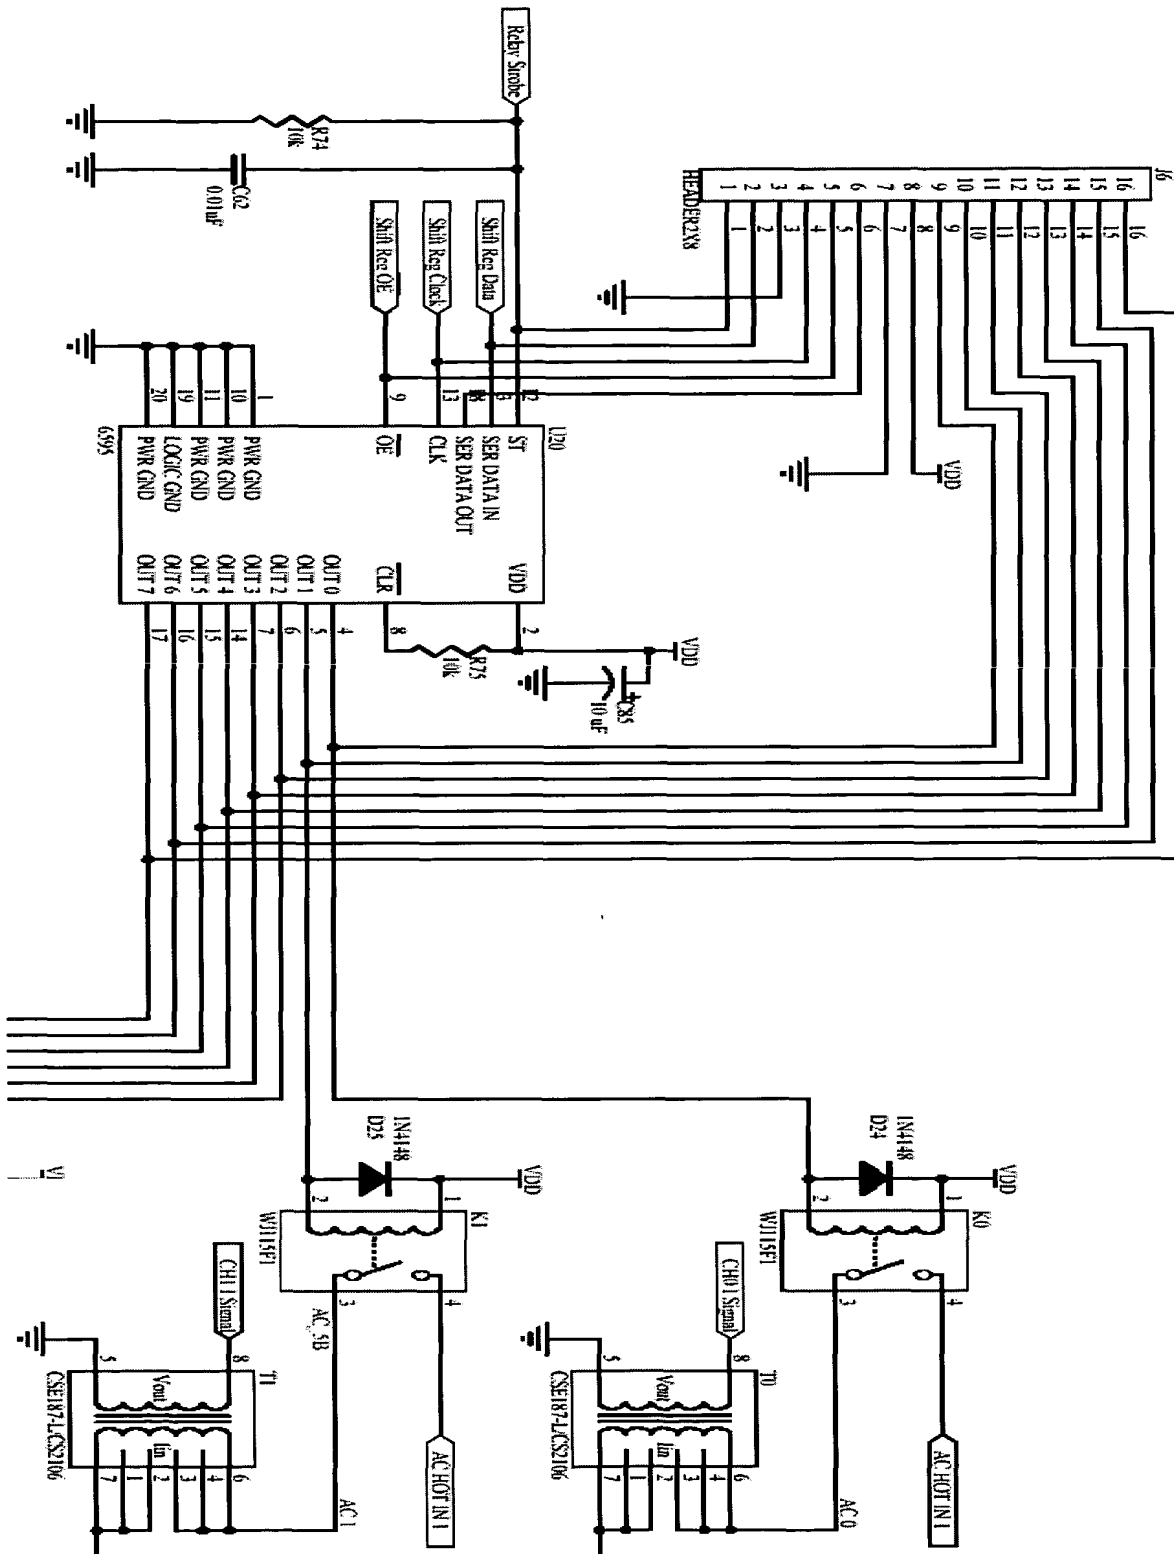 Relay Strobe
R74
10k
C62
0.01uF
Shift Reg OE
Shift Reg Clock
Shift Reg Data
J6
16
15
14
13
12
11
10
9
8
7
6
5
4
3
2
1
HEADER2X8
16
15
14
13
12
11
10
9
8
7
6
5
4
3
2
1
VDD
20
19
11
10
1
9
13
18
3
12
U20
6595
PWR GND
LOGIC GND
PWR GND
PWR GND
PWR GND
OE
CLK
SER DATA OUT
SER DATA IN
ST
OUT 7
OUT 6
OUT 5
OUT 4
OUT 3
OUT 2
OUT 1
OUT 0
CLR
VDD
17
16
15
14
7
6
5
4
8
2
R75
10k
VDD
C85
10 uF
+
1N4148
D25
VDD
2
1
K1
WJ115F1
3
4
AC_5B
1N4148
D24
VDD
2
1
K0
WJ115F1
3
4
CH1 I Signal
5
8
T1
Vout
Iin
CSE187-L/CS2106
7
1
2
3
4
6
AC 1
AC HOT IN 1
CH0 I Signal
5
8
T0
Vout
Iin
CSE187-L/CS2106
7
1
2
3
4
6
AC 0
AC HOT IN 1